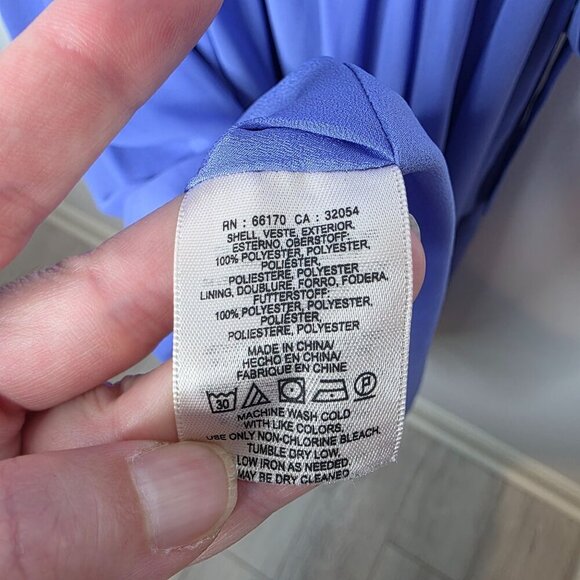 RN : 66170 CA : 32054
SHELL, VESTE, EXTERIOR,
ESTERNO, OBERSTOFF:
100% POLYESTER, POLYESTER,
POLIÉSTER,
POLIESTERE, POLYESTER
LINING, DOUBLURE, FORRO, FODERA,
FUTTERSTOFF:
100% POLYESTER, POLYESTER,
POLIÉSTER,
POLIESTERE, POLYESTER
MADE IN CHINA/
HECHO EN CHINA/
FABRIQUE EN CHINE
30 P
MACHINE WASH COLD
WITH LIKE COLORS.
USE ONLY NON-CHLORINE BLEACH.
TUMBLE DRY LOW.
LOW IRON AS NEEDED.
MAY BE DRY CLEANED